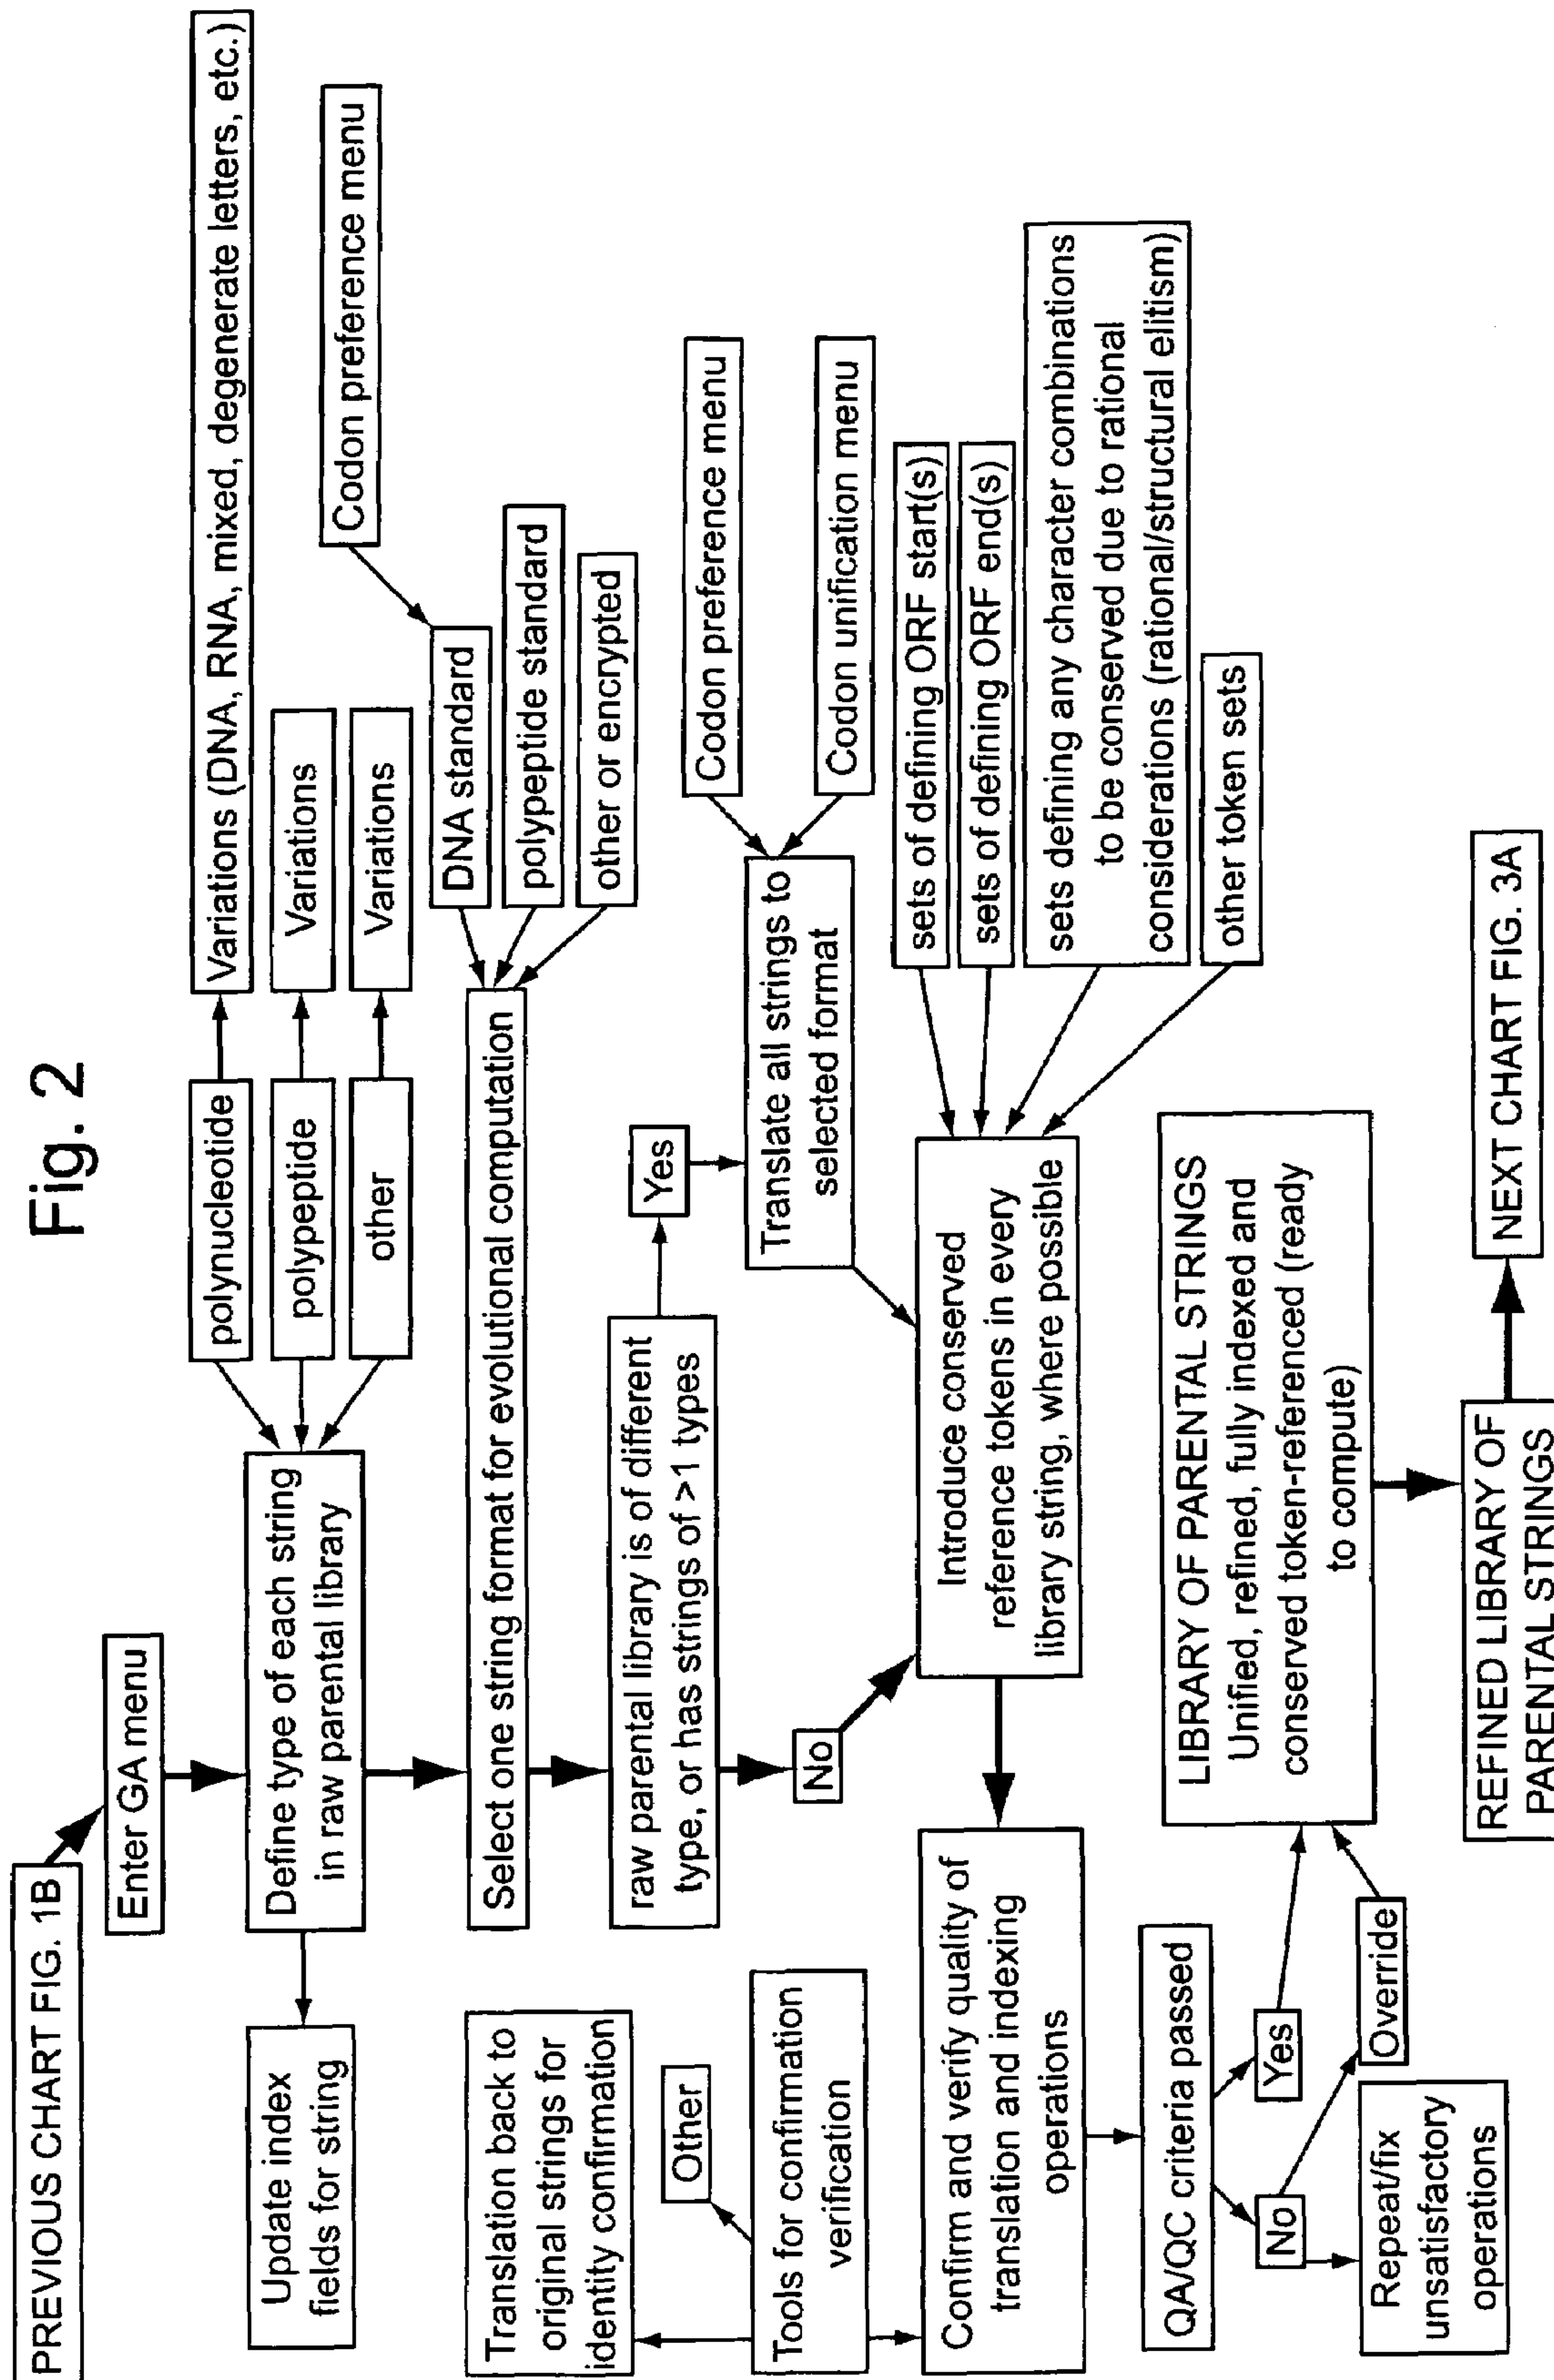 Fig. 2
PREVIOUS CHART FIG. 1B
Enter GA menu
Update index
fields for string
Define type of each string
in raw parental library
polynucleotide
Variations (DNA, RNA, mixed, degenerate letters, etc.)
polypeptide
Variations
other
Variations
Codon preference menu
Select one string format for evolutional computation
DNA standard
polypeptide standard
other or encrypted
raw parental library is of different
type, or has strings of >1 types
Yes
No
Translate all strings to
selected format
Codon preference menu
Codon unification menu
Translation back to
original strings for
identity confirmation
Other
Tools for confirmation
verification
Introduce conserved
reference tokens in every
library string, where possible
sets of defining ORF start(s)
sets of defining ORF end(s)
sets defining any character combinations
to be conserved due to rational
considerations (rational/structural elitism)
other token sets
Confirm and verify quality of
translation and indexing
operations
QA/QC criteria passed
Yes
No
Override
Repeat/fix
unsatisfactory
operations
LIBRARY OF PARENTAL STRINGS
Unified, refined, fully indexed and
conserved token-referenced (ready
to compute)
REFINED LIBRARY OF
PARENTAL STRINGS
NEXT CHART FIG. 3A